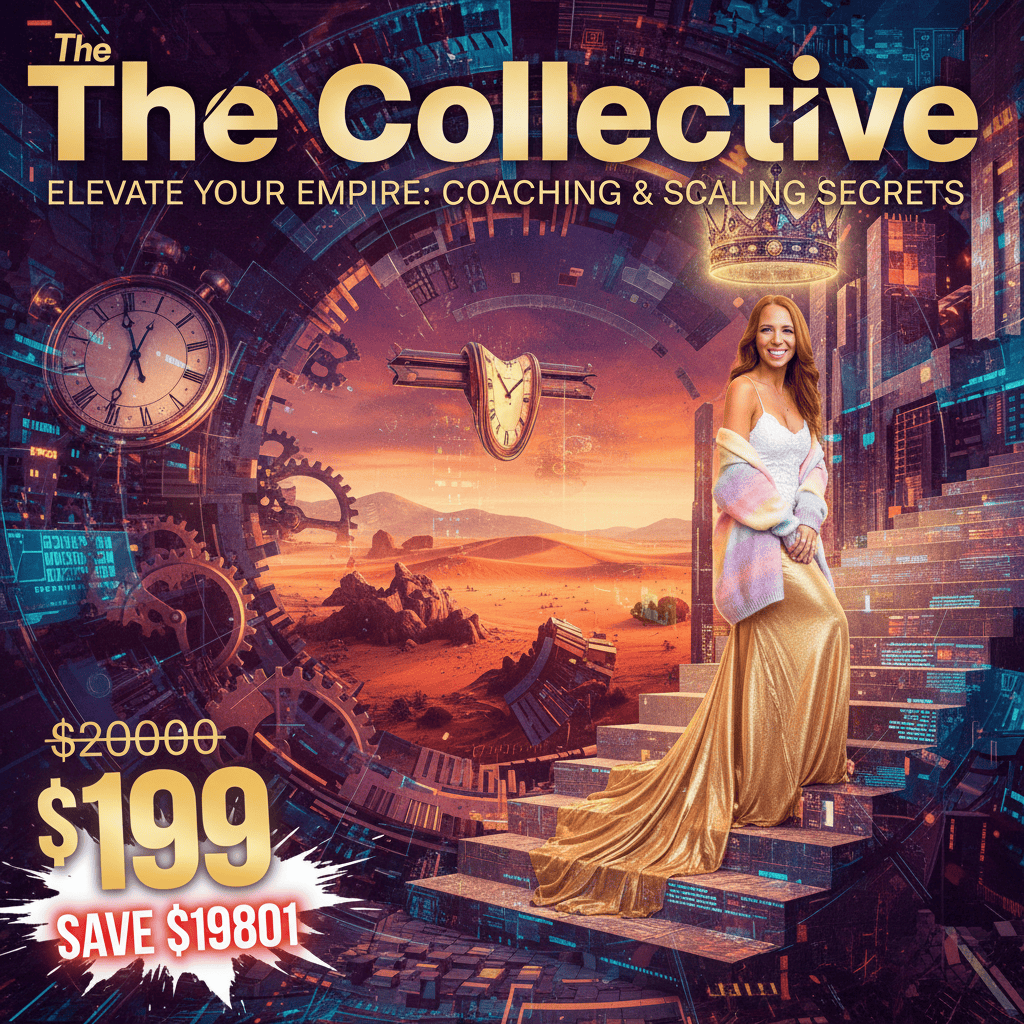 The
The Collective
ELEVATE YOUR EMPIRE: COACHING & SCALING SECRETS
$20000
$199
SAVE $19801